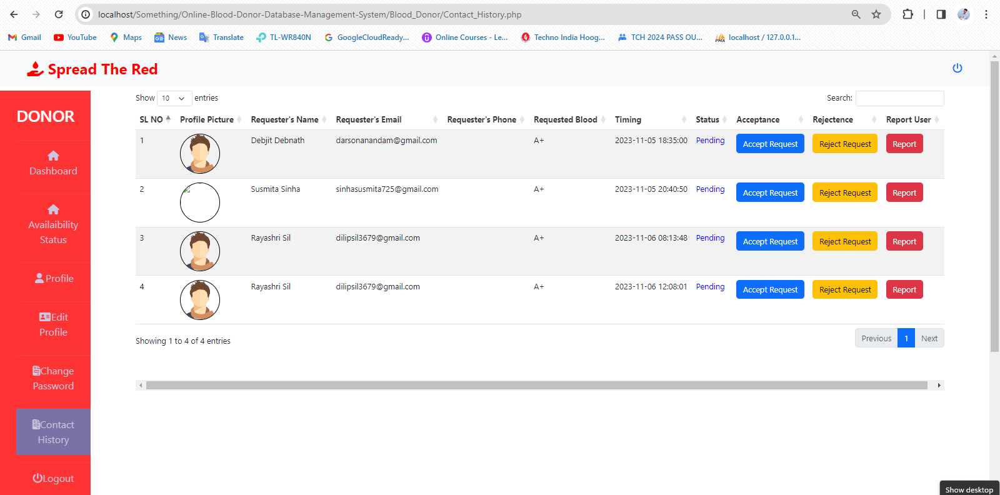 localhost/Something/Online-Blood-Donor-Database-Management-System/Blood_Donor/Contact_History.php
Gmail YouTube Maps News Translate TL-WR840N GoogleCloudReady... Online Courses - Le... Techno India Hoog... TCH 2024 PASS OU... PMA localhost / 127.0.0.1...
Spread The Red
DONOR
Dashboard
Availaibility
Status
Profile
Edit
Profile
Change
Password
Contact
History
Logout
Show 10 entries Search:
SL NO Profile Picture Requester's Name Requester's Email Requester's Phone Requested Blood Timing Status Acceptance Rejectence Report User
1 Debjit Debnath darsonanandam@gmail.com A+ 2023-11-05 18:35:00 Pending Accept Request Reject Request Report
2 Susmita Sinha sinhasusmita725@gmail.com A+ 2023-11-05 20:40:50 Pending Accept Request Reject Request Report
3 Rayashri Sil dilipsil3679@gmail.com A+ 2023-11-06 08:13:48 Pending Accept Request Reject Request Report
4 Rayashri Sil dilipsil3679@gmail.com A+ 2023-11-06 12:08:01 Pending Accept Request Reject Request Report
Showing 1 to 4 of 4 entries Previous 1 Next
Show desktop